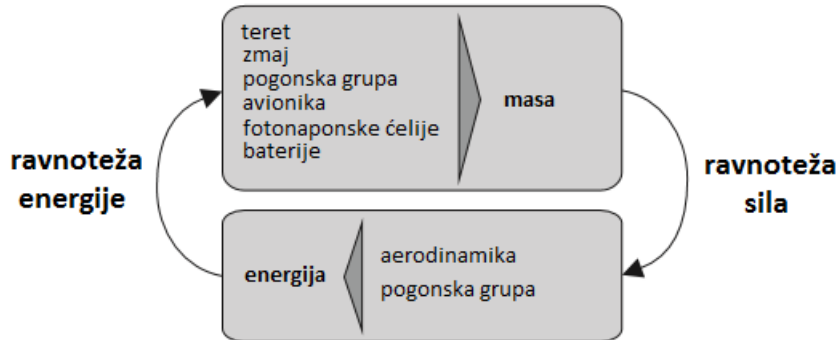 teret
zmaj
pogonska grupa
avionika
fotonaponske ćelije
baterije
masa
ravnoteža
energije
ravnoteža
sila
energija
aerodinamika
pogonska grupa